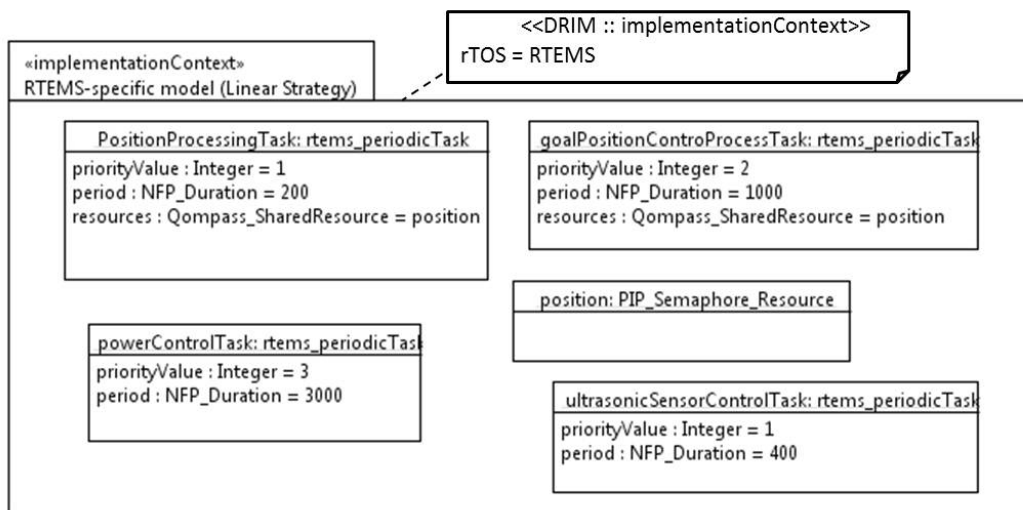 <<DRIM :: implementationContext>>
rTOS = RTEMS
«implementationContext»
RTEMS-specific model (Linear Strategy)
PositionProcessingTask: rtems_periodicTask
priorityValue : Integer = 1
period : NFP_Duration = 200
resources : Qompass_SharedResource = position
goalPositionControProcessTask: rtems_periodicTask
priorityValue : Integer = 2
period : NFP_Duration = 1000
resources : Qompass_SharedResource = position
position: PIP_Semaphore_Resource
powerControlTask: rtems_periodicTask
priorityValue : Integer = 3
period : NFP_Duration = 3000
ultrasonicSensorControlTask: rtems_periodicTask
priorityValue : Integer = 1
period : NFP_Duration = 400